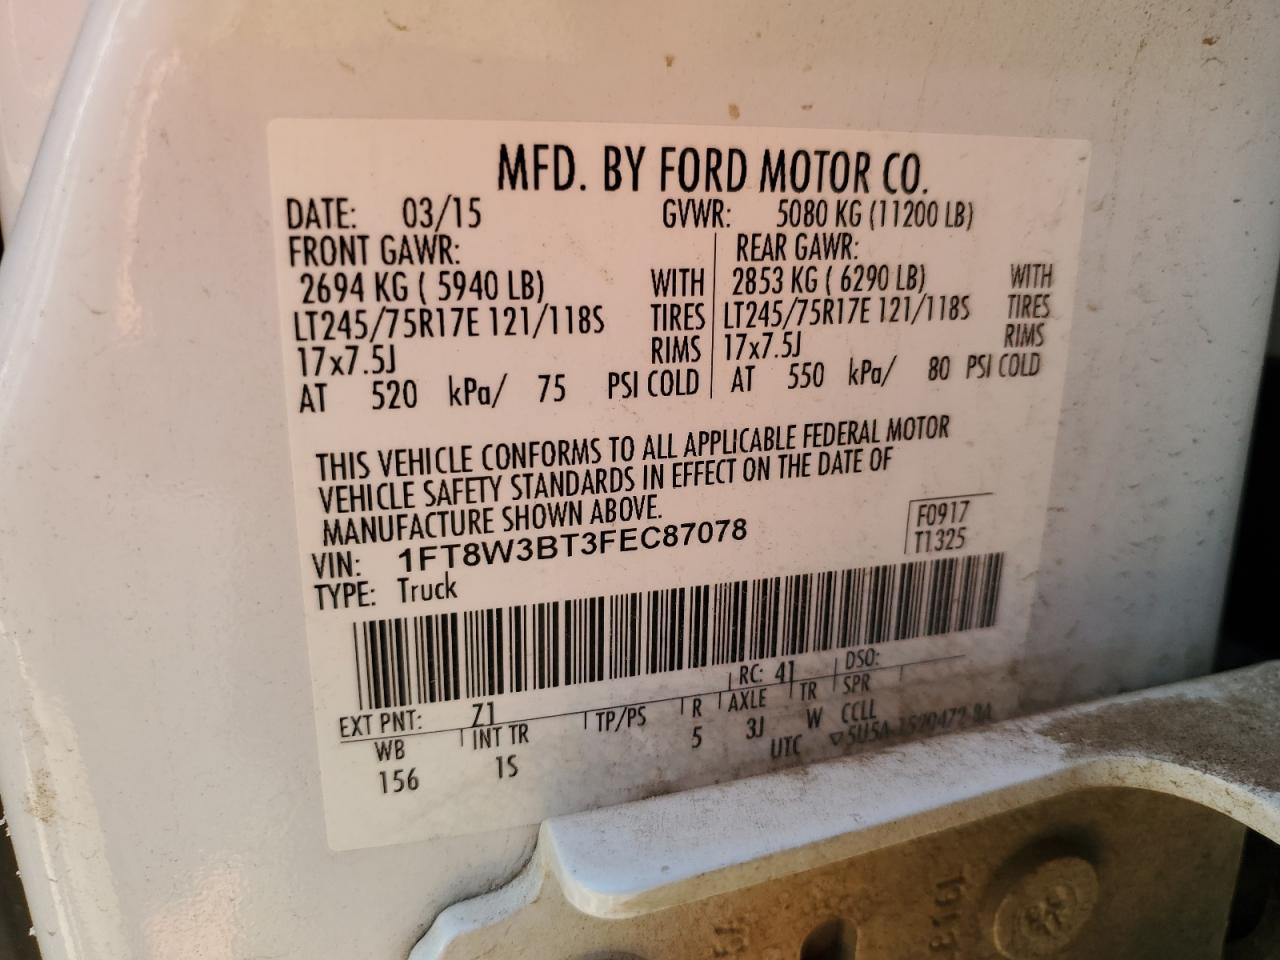 MFD. BY FORD MOTOR CO.
DATE: 03/15 GVWR: 5080 KG (11200 LB)
FRONT GAWR: REAR GAWR:
2694 KG ( 5940 LB) WITH 2853 KG ( 6290 LB) WITH
LT245/75R17E 121/118S TIRES LT245/75R17E 121/118S TIRES
17x7.5J RIMS 17x7.5J RIMS
AT 520 kPa/ 75 PSI COLD AT 550 kPa/ 80 PSI COLD
THIS VEHICLE CONFORMS TO ALL APPLICABLE FEDERAL MOTOR
VEHICLE SAFETY STANDARDS IN EFFECT ON THE DATE OF
MANUFACTURE SHOWN ABOVE.
VIN: 1FT8W3BT3FEC87078
F0917
T1325
TYPE: Truck
EXT PNT: Z1 RC: 41 DSO:
WB INT TR TP/PS R AXLE TR SPR
156 1S 5 3J W CCLL
UTC